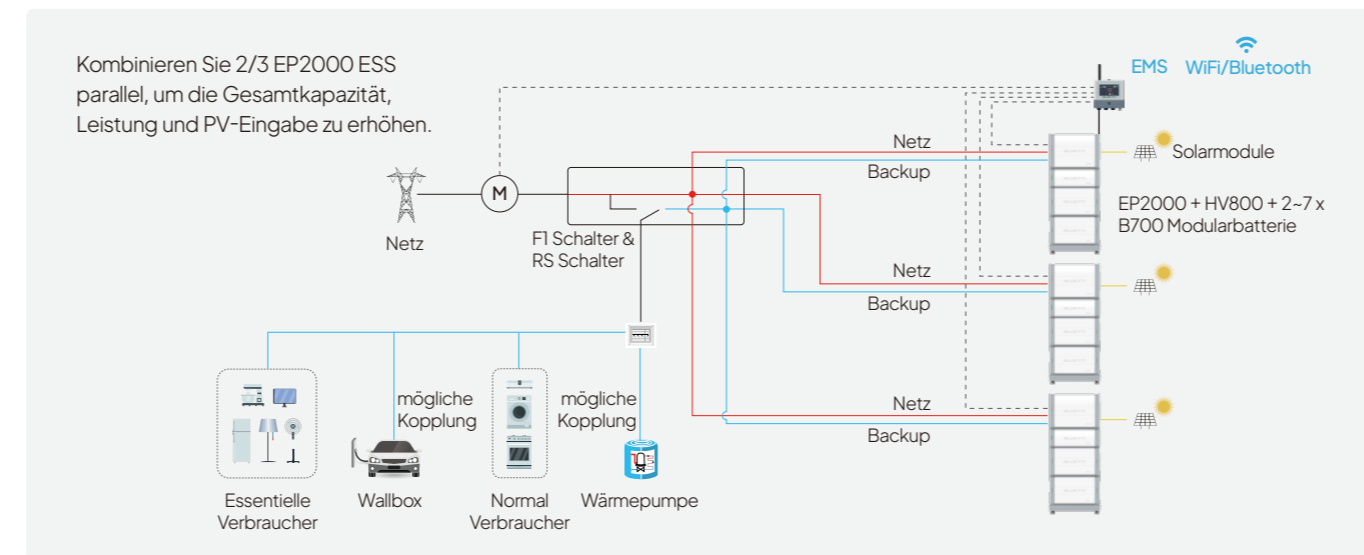 Kombinieren Sie 2/3 EP2000 ESS
parallel, um die Gesamtkapazität,
Leistung und PV-Eingabe zu erhöhen.
EMS WiFi/Bluetooth
Netz
Backup
Solarmodule
M
EP2000 + HV800 + 2~7 x
B700 Modularbatterie
Netz
F1 Schalter &
RS Schalter
Netz
Backup
mögliche
Kopplung
mögliche
Kopplung
Netz
Backup
Essentielle
Verbraucher
Wallbox
Normal
Verbraucher
Wärmepumpe